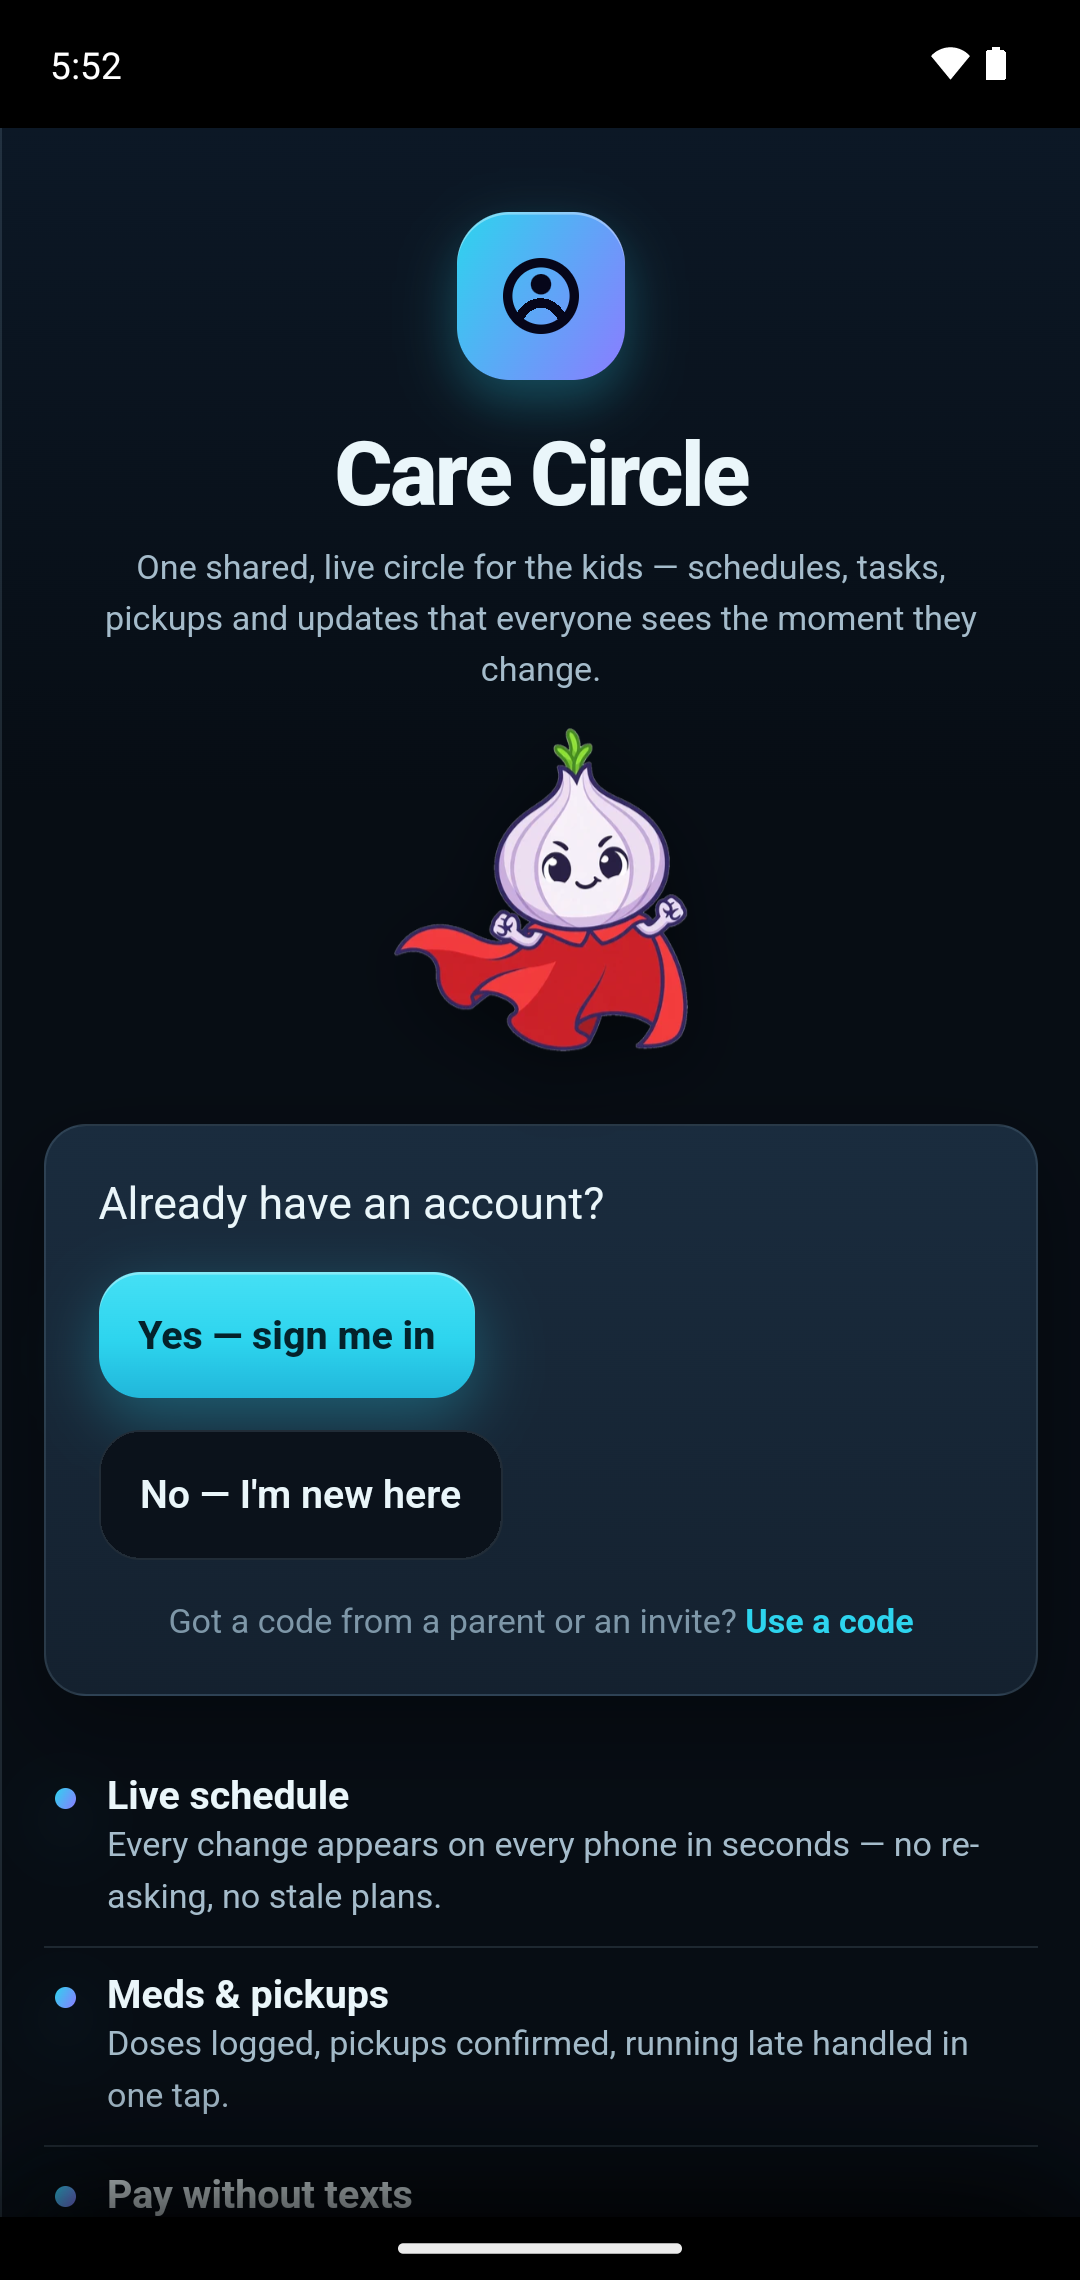 5:52
Care Circle
One shared, live circle for the kids — schedules, tasks,
pickups and updates that everyone sees the moment they
change.
Already have an account?
Yes — sign me in
No — I'm new here
Got a code from a parent or an invite? Use a code
Live schedule
Every change appears on every phone in seconds — no re-
asking, no stale plans.
Meds & pickups
Doses logged, pickups confirmed, running late handled in
one tap.
Pay without texts